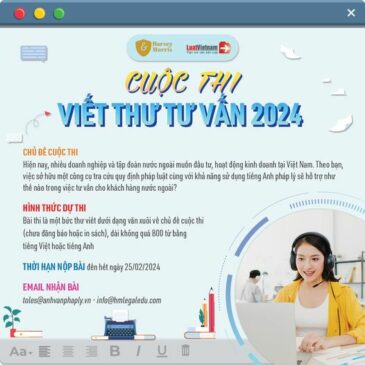 Harvey
Morris
LuatVietnam
CUỘC THI
VIẾT THƯ TƯ VẤN 2024
CHỦ ĐỀ CUỘC THI
Hiện nay, nhiều doanh nghiệp và tập đoàn nước ngoài muốn đầu tư, hoạt động kinh doanh tại Việt Nam. Theo bạn,
việc sở hữu một công cụ tra cứu quy định pháp luật cùng với khả năng sử dụng tiếng Anh pháp lý sẽ hỗ trợ như
thế nào trong việc tư vấn cho khách hàng nước ngoài?
HÌNH THỨC DỰ THI
Bài thi là một bức thư viết dưới dạng văn xuôi về chủ đề cuộc thi
(chưa đăng báo hoặc in sách), dài không quá 800 từ bằng
tiếng Việt hoặc tiếng Anh
THỜI HẠN NỘP BÀI đến hết ngày 25/02/2024
EMAIL NHẬN BÀI
toles@anhvanphaply.vn - info@hmlegaledu.com
Aa
B I U